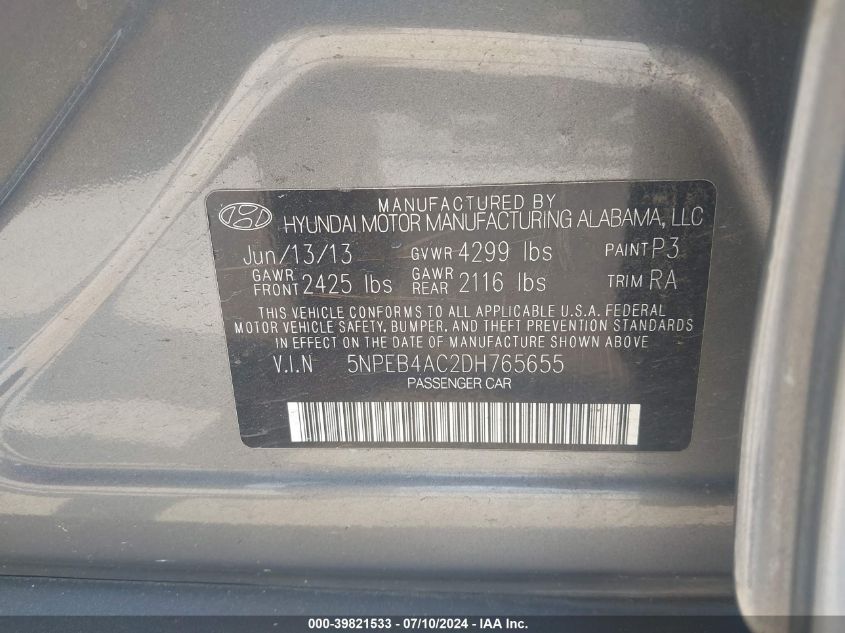 MANUFACTURED BY
HYUNDAI MOTOR MANUFACTURING ALABAMA, LLC
Jun/13/13 GVWR 4299 lbs PAINT P3
GAWR FRONT 2425 lbs GAWR REAR 2116 lbs TRIM RA
THIS VEHICLE CONFORMS TO ALL APPLICABLE U.S.A. FEDERAL
MOTOR VEHICLE SAFETY, BUMPER, AND THEFT PREVENTION STANDARDS
IN EFFECT ON THE DATE OF MANUFACTURE SHOWN ABOVE.
V.I.N 5NPEB4AC2DH765655
PASSENGER CAR
000-39821533 - 07/10/2024 - IAA Inc.